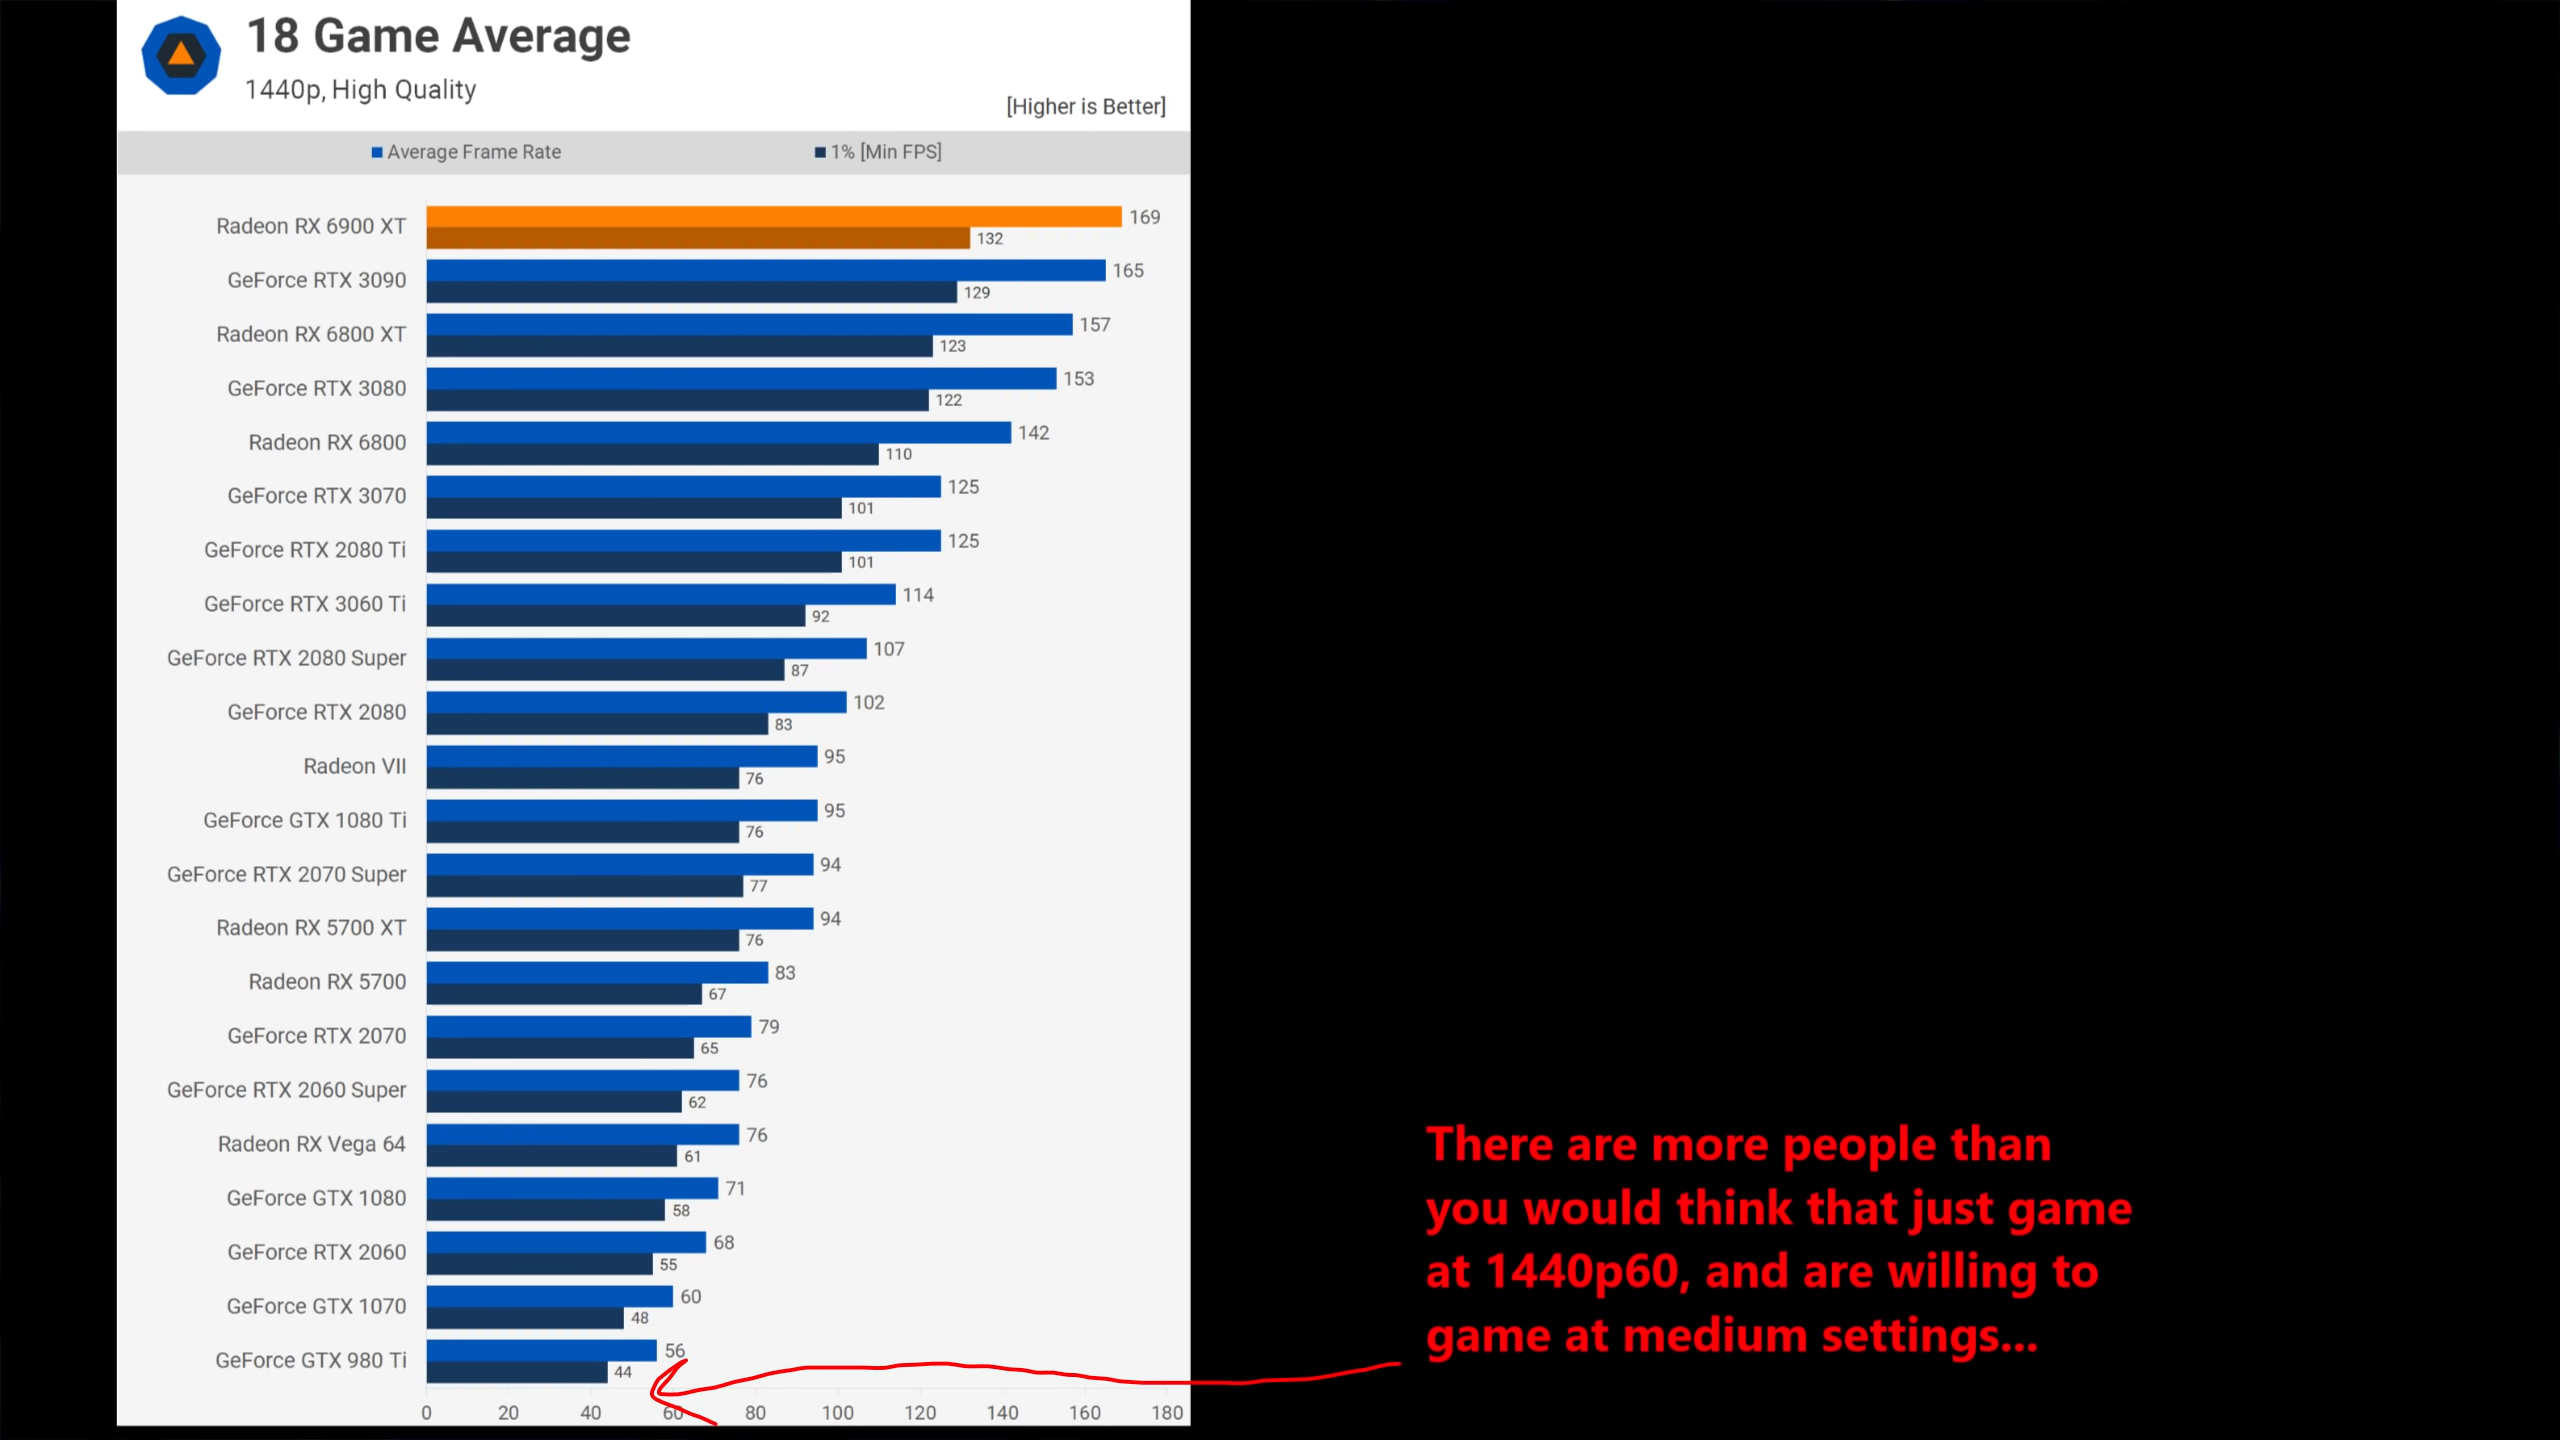 18 Game Average
1440p, High Quality
[Higher is Better]
Average Frame Rate
1% [Min FPS]
Radeon RX 6900 XT 169
132
GeForce RTX 3090 165
129
Radeon RX 6800 XT 157
123
GeForce RTX 3080 153
122
Radeon RX 6800 142
110
GeForce RTX 3070 125
101
GeForce RTX 2080 Ti 125
101
GeForce RTX 3060 Ti 114
92
GeForce RTX 2080 Super 107
87
GeForce RTX 2080 102
83
Radeon VII 95
76
GeForce GTX 1080 Ti 95
76
GeForce RTX 2070 Super 94
77
Radeon RX 5700 XT 94
76
Radeon RX 5700 83
67
GeForce RTX 2070 79
65
GeForce RTX 2060 Super 76
62
Radeon RX Vega 64 76
61
GeForce GTX 1080 71
58
GeForce RTX 2060 68
55
GeForce GTX 1070 60
48
GeForce GTX 980 Ti 56
44
0 20 40 60 80 100 120 140 160 180
There are more people than
you would think that just game
at 1440p60, and are willing to
game at medium settings...